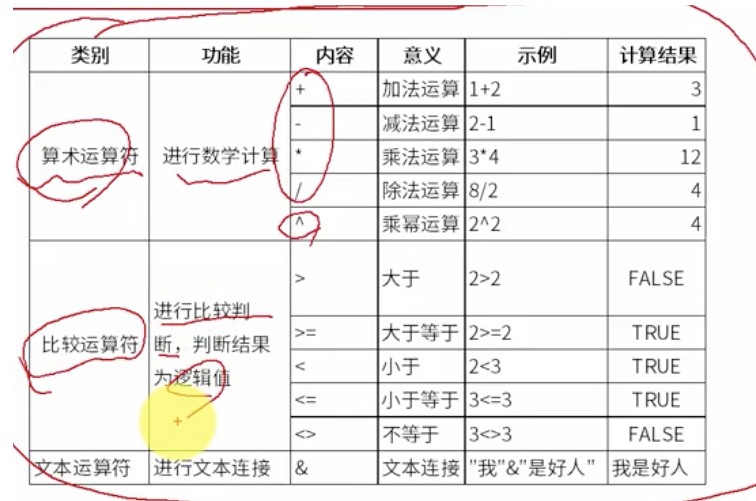 类别 功能 内容 意义 示例 计算结果
+ 加法运算 1+2 3
- 减法运算 2-1 1
算术运算符 进行数学计算 * 乘法运算 3*4 12
/ 除法运算 8/2 4
^ 乘幂运算 2^2 4
> 大于 2>2 FALSE
进行比较判
>= 大于等于 2>=2 TRUE
比较运算符 断，判断结果
< 小于 2<3 TRUE
为逻辑值
<= 小于等于 3<=3 TRUE
<> 不等于 3<>3 FALSE
文本运算符 进行文本连接 & 文本连接 "我"&"是好人" 我是好人